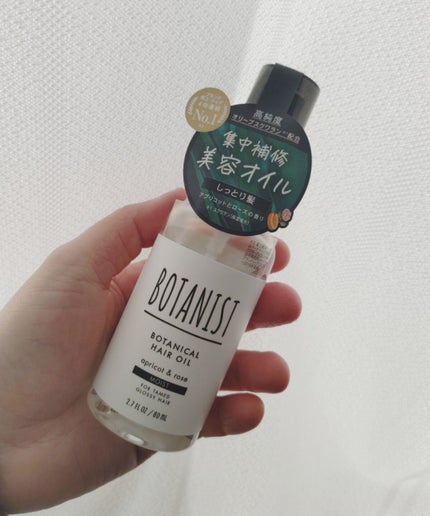 No.1
高純度
オリーブスクワラン
配合
集中補修
美容オイル
しっとり髪
アプリコットとローズの香り
BOTANIST
BOTANICAL
HAIR OIL
apricot & rose
MOIST
FOR TAMED
GLOSSY HAIR
2.7 FL OZ / 80 ML